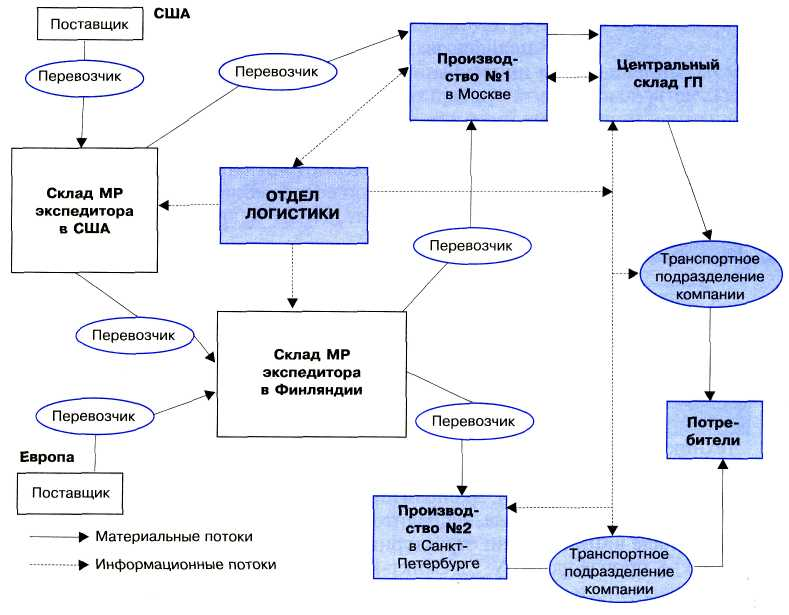 США
Поставщик
Перевозчик
Перевозчик
Производ-
ство №1
в Москве
Центральный
склад ГП
Склад МР
экспедитора
в США
ОТДЕЛ
ЛОГИСТИКИ
Перевозчик
Транспортное
подразделение
компании
Перевозчик
Склад МР
экспедитора
в Финляндии
Перевозчик
Перевозчик
Потре-
бители
Европа
Поставщик
Производ-
ство №2
в Санкт-
Петербурге
Транспортное
подразделение
компании
Материальные потоки
Информационные потоки